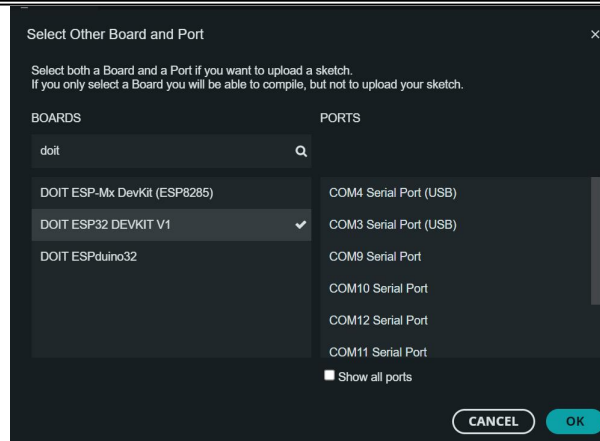 Select Other Board and Port
Select both a Board and a Port if you want to upload a sketch.
If you only select a Board you will be able to compile, but not to upload your sketch.
BOARDS
PORTS
doit
DOIT ESP-Mx DevKit (ESP8285)
DOIT ESP32 DEVKIT V1
DOIT ESPduino32
COM4 Serial Port (USB)
COM3 Serial Port (USB)
COM9 Serial Port
COM10 Serial Port
COM12 Serial Port
COM11 Serial Port
Show all ports
CANCEL
OK